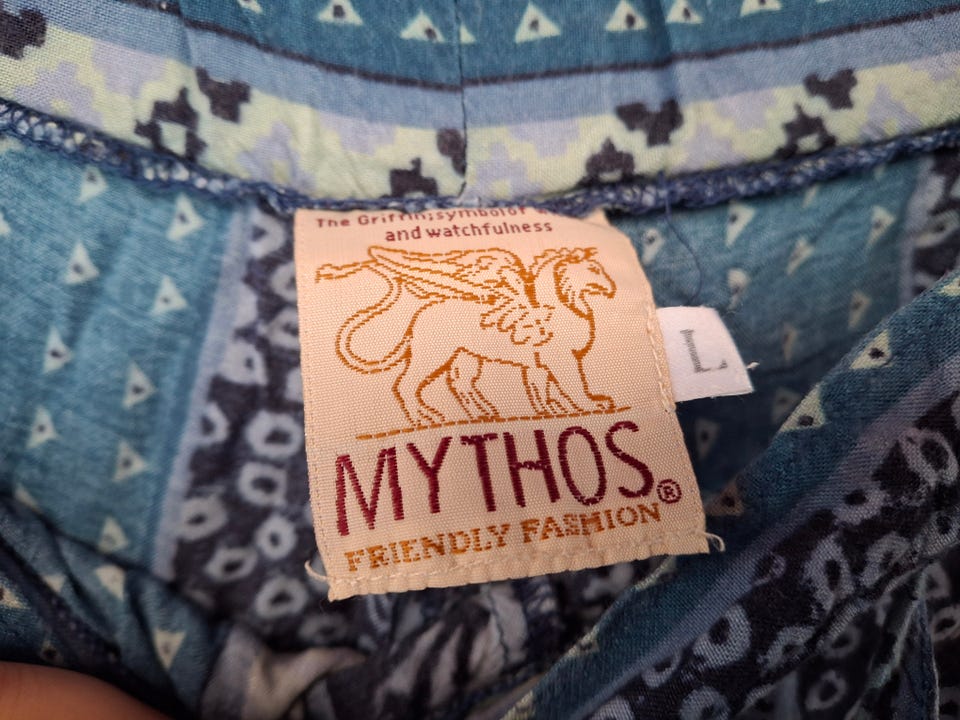 The Griffin;symbol of
and watchfulness
MYTHOS®
FRIENDLY FASHION
L